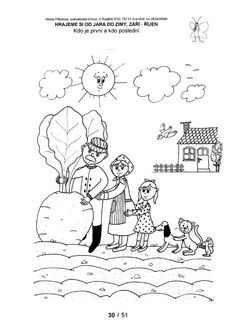 HRAJEME SI OD JARA DO ZIMY, ZÁŘÍ - ŘÍJEN
Kdo je první a kdo poslední
30 / 51